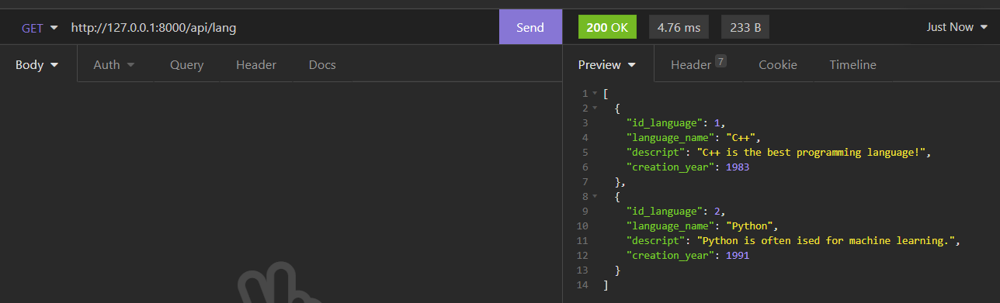 GET http://127.0.0.1:8000/api/lang Send 200 OK 4.76 ms 233 B Just Now
Body Auth Query Header Docs Preview Header 7 Cookie Timeline
1 [
2 {
3 "id_language": 1,
4 "language_name": "C++",
5 "descript": "C++ is the best programming language!",
6 "creation_year": 1983
7 },
8 {
9 "id_language": 2,
10 "language_name": "Python",
11 "descript": "Python is often ised for machine learning.",
12 "creation_year": 1991
13 }
14 ]